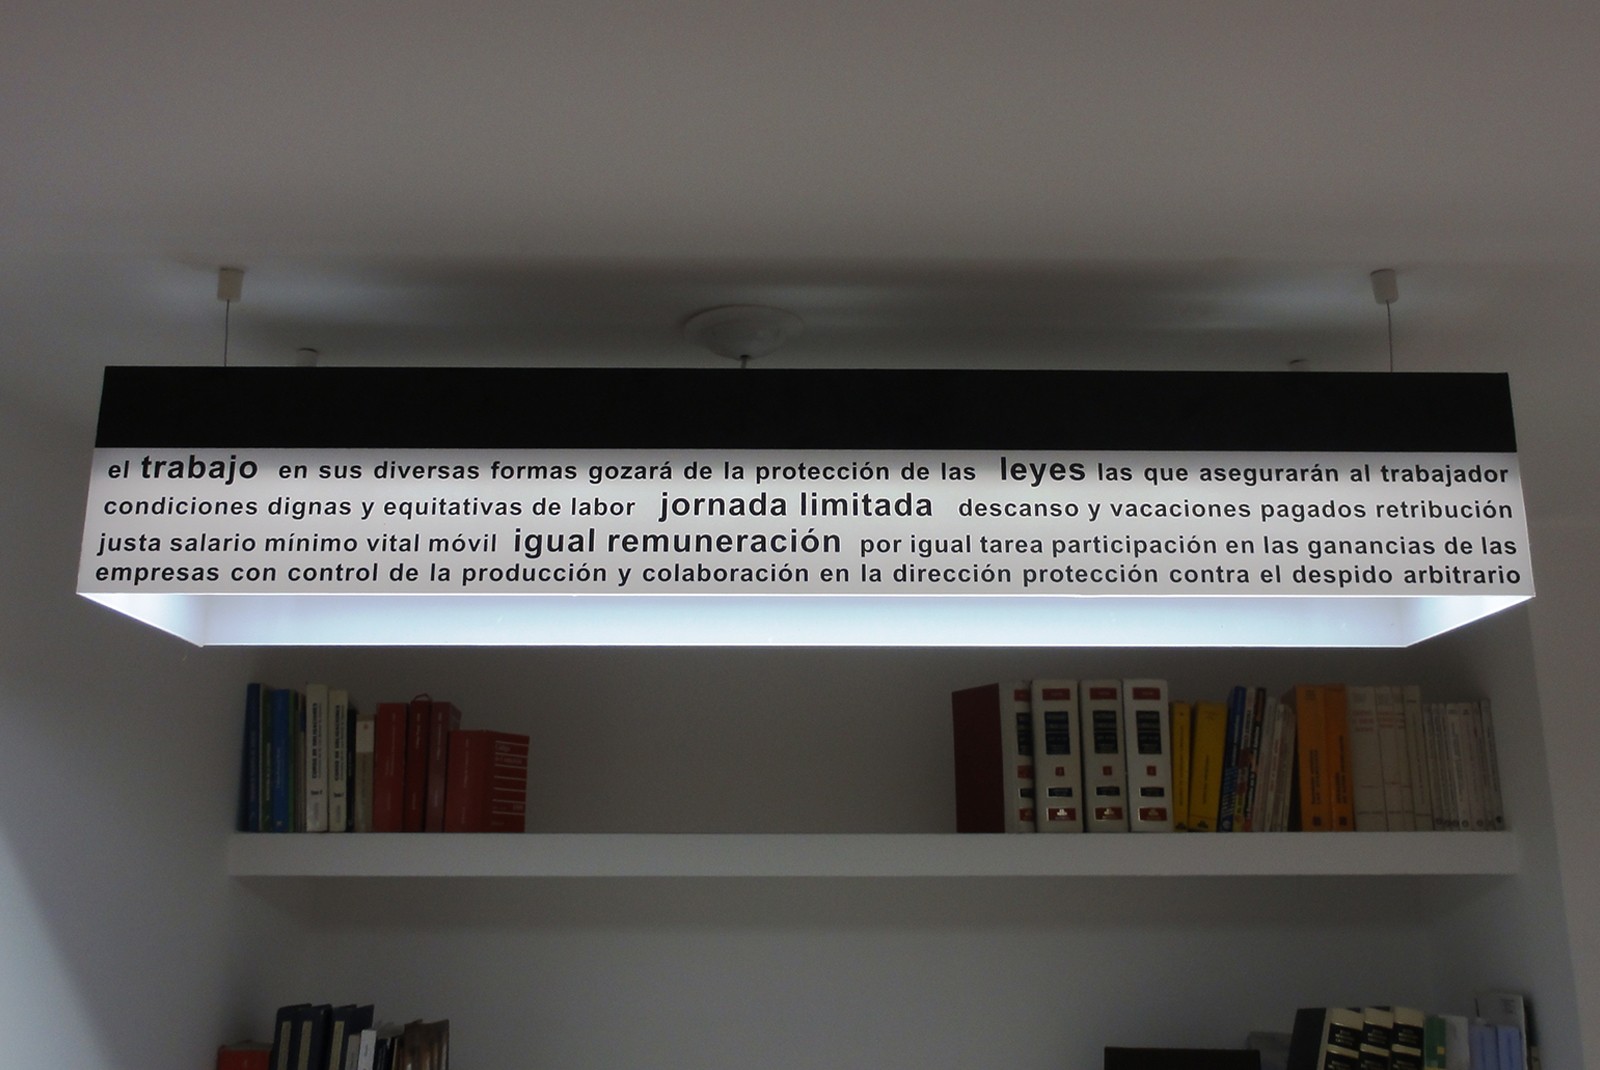 el trabajo en sus diversas formas gozará de la protección de las leyes las que asegurarán al trabajador
condiciones dignas y equitativas de labor jornada limitada descanso y vacaciones pagados retribución
justa salario mínimo vital móvil igual remuneración por igual tarea participación en las ganancias de las
empresas con control de la producción y colaboración en la dirección protección contra el despido arbitrario